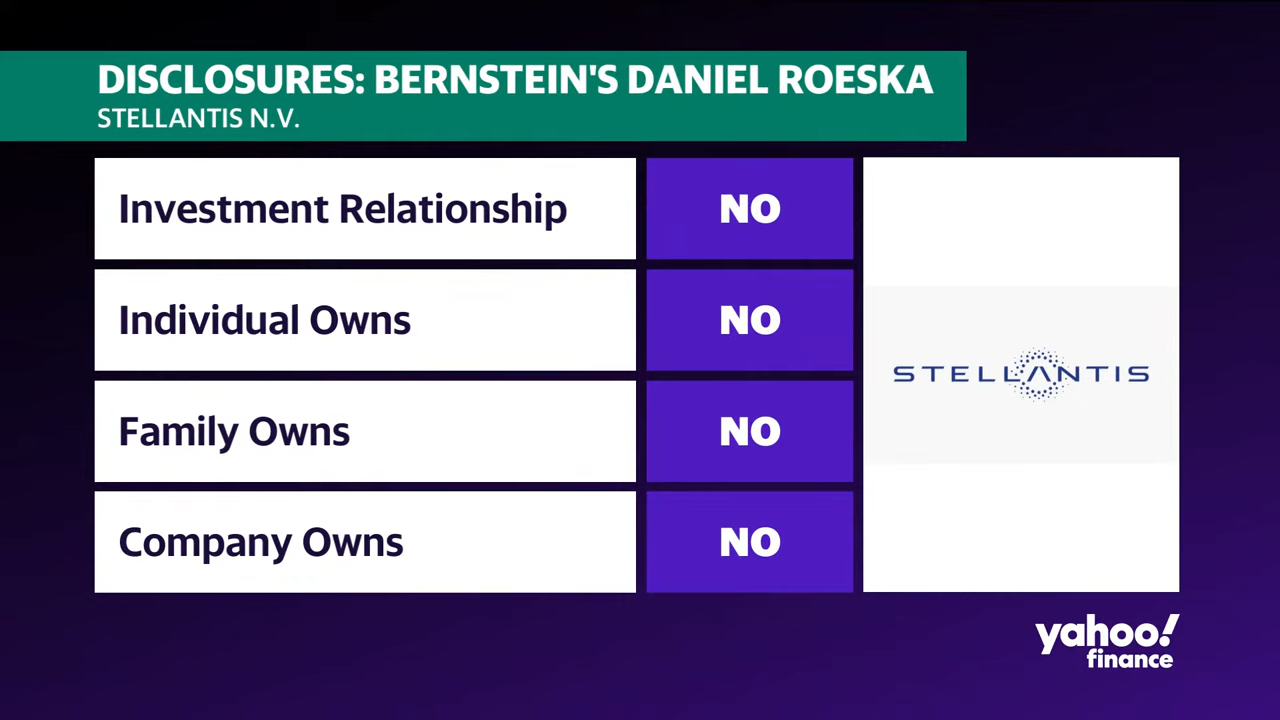 DISCLOSURES: BERNSTEIN'S DANIEL ROESKA
STELLANTIS N.V.
Investment Relationship NO
Individual Owns NO
Family Owns NO
Company Owns NO
STELLANTIS
yahoo!
finance